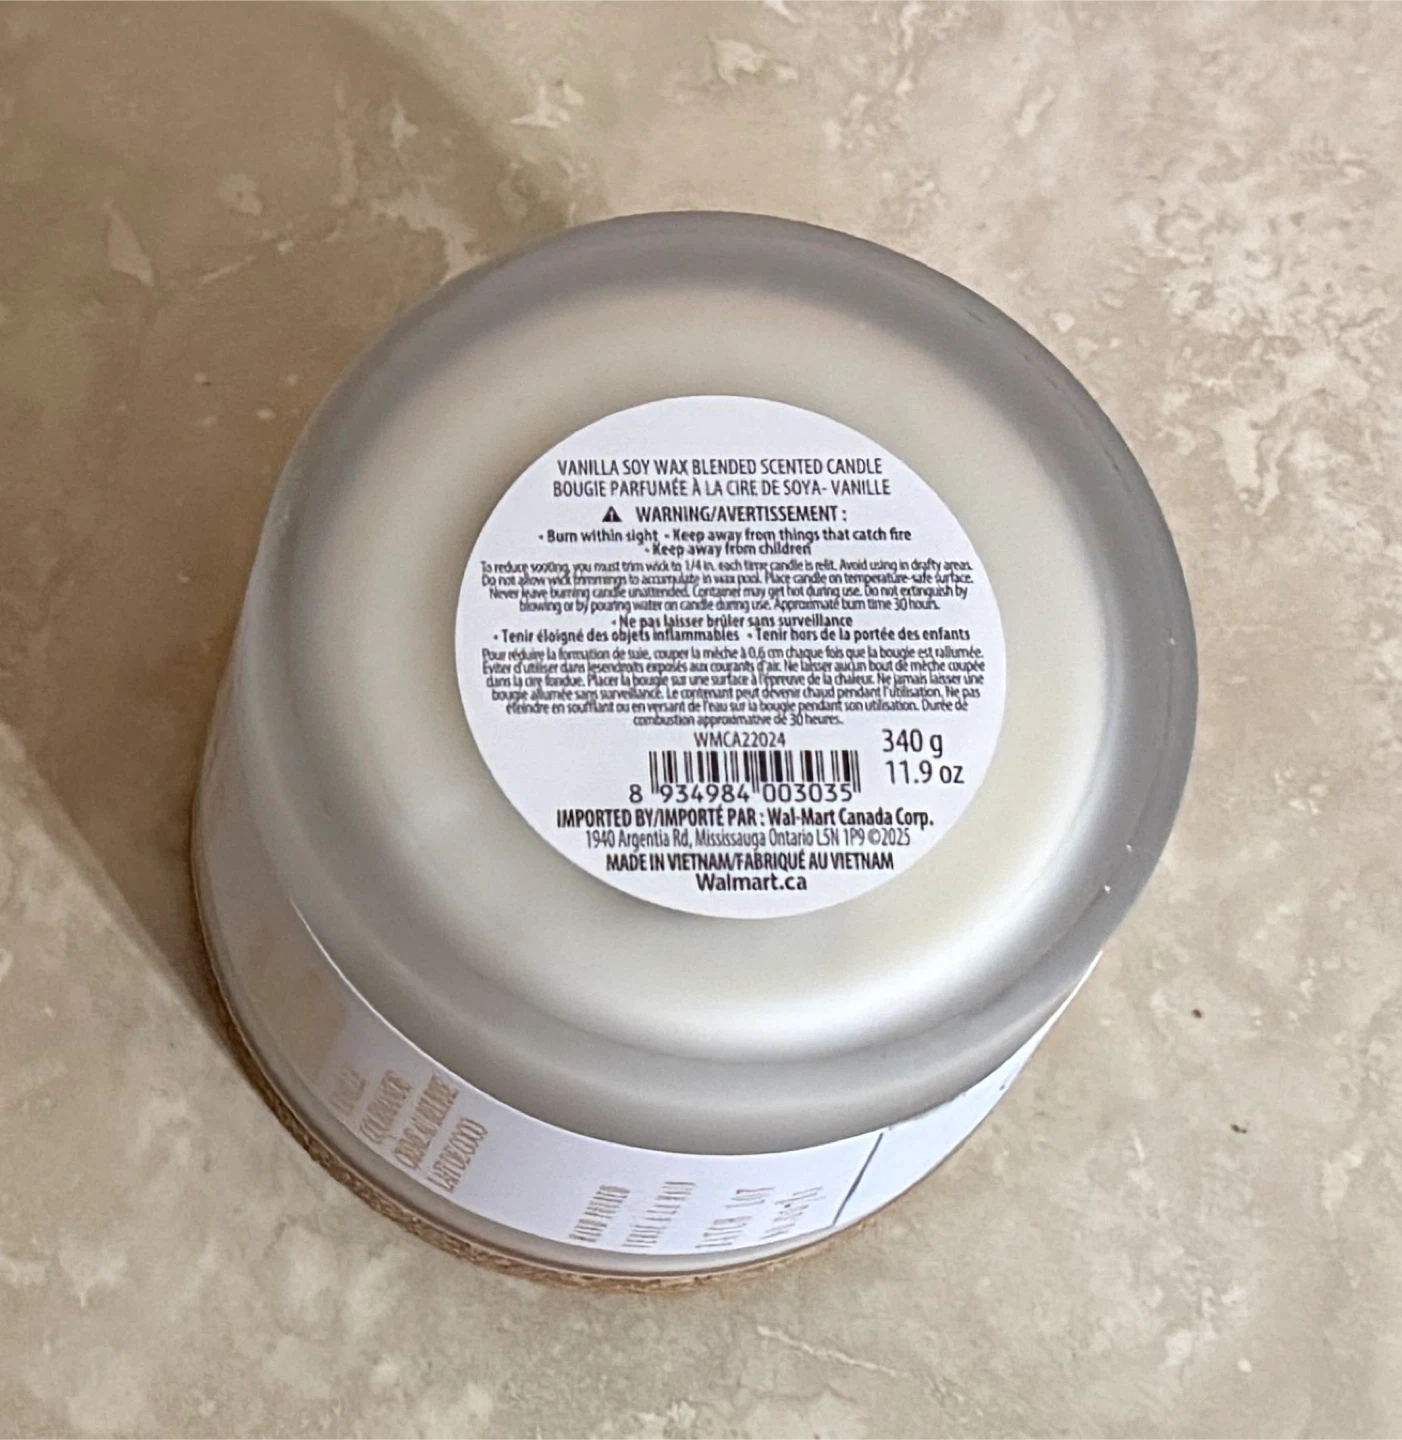 VANILLA SOY WAX BLENDED SCENTED CANDLE
BOUGIE PARFUMÉE À LA CIRE DE SOYA- VANILLE
⚠ WARNING/AVERTISSEMENT :
• Burn within sight • Keep away from things that catch fire
• Keep away from children
To reduce sooting, you must trim wick to 1/4 in. each time candle is relit. Avoid using in drafty areas.
Do not allow wick trimmings to accumulate in wax pool. Place candle on temperature-safe surface.
Never leave burning candle unattended. Container may get hot during use. Do not extinguish by
blowing or by pouring water on candle during use. Approximate burn time 30 hours.
• Ne pas laisser brûler sans surveillance
• Tenir éloigné des objets inflammables • Tenir hors de la portée des enfants
Pour réduire la formation de suie, couper la mèche à 0,6 cm chaque fois que la bougie est rallumée.
Éviter d'utiliser dans lesendroits exposés aux courants d'air. Ne laisser aucun bout de mèche coupée
dans la cire fondue. Placer la bougie sur une surface à l'épreuve de la chaleur. Ne jamais laisser une
bougie allumée sans surveillance. Le contenant peut devenir chaud pendant l'utilisation. Ne pas
éteindre en soufflant ou en versant de l'eau sur la bougie pendant son utilisation. Durée de
combustion approximative de 30 heures.
WMCA22024
340 g
11.9 oz
8 934984 003035
IMPORTED BY/IMPORTÉ PAR : Wal-Mart Canada Corp.
1940 Argentia Rd, Mississauga Ontario L5N 1P9 ©2025
MADE IN VIETNAM/FABRIQUÉ AU VIETNAM
Walmart.ca
LAIT DE COCO
HAND POURED
VERSÉ À LA MAIN
BATCH LOT